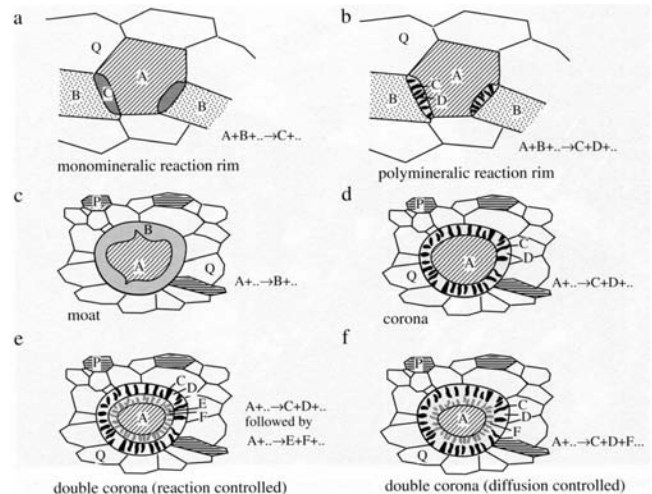 a
Q
A
B
C
B
A+B+..→C+..
monomineralic reaction rim
b
Q
A
C
D
B
B
A+B+..→C+D+..
polymineralic reaction rim
c
P
B
A
Q
A+..→B+..
moat
d
P
C
D
A
Q
A+..→C+D+..
corona
e
P
C
D
E
F
A
Q
A+..→C+D+..
followed by
A+..→E+F+..
double corona (reaction controlled)
f
P
C
D
F
A
Q
A+..→C+D+F...
double corona (diffusion controlled)